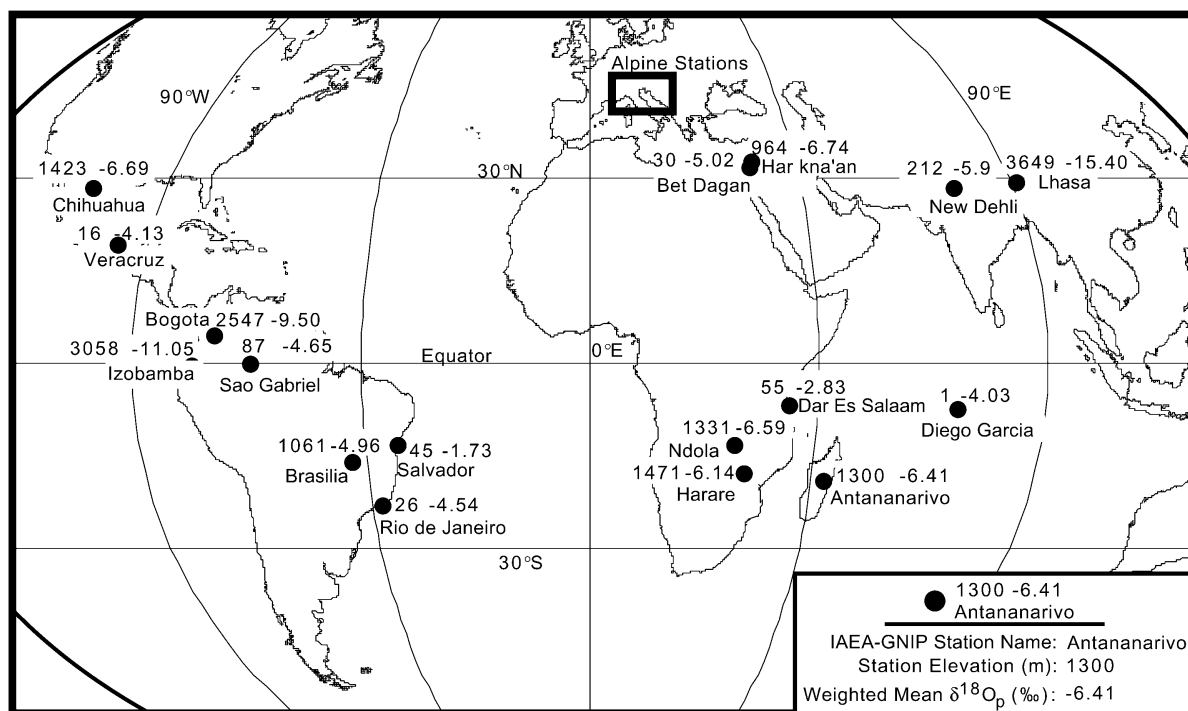 Alpine Stations
90°W
90°E
1423 -6.69
Chihuahua
30°N
30 -5.02
Bet Dagan
964 -6.74
Har kna'an
212 -5.9
New Dehli
3649 -15.40
Lhasa
16 -4.13
Veracruz
Bogota 2547 -9.50
3058 -11.05
Izobamba
87 -4.65
Sao Gabriel
Equator
0°E
55 -2.83
Dar Es Salaam
1 -4.03
Diego Garcia
1061 -4.96
Brasilia
45 -1.73
Salvador
1331 -6.59
Ndola
1471 -6.14
Harare
1300 -6.41
Antananarivo
26 -4.54
Rio de Janeiro
30°S
1300 -6.41
Antananarivo
IAEA-GNIP Station Name: Antananarivo
Station Elevation (m): 1300
Weighted Mean δ¹⁸Oₚ (‰): -6.41